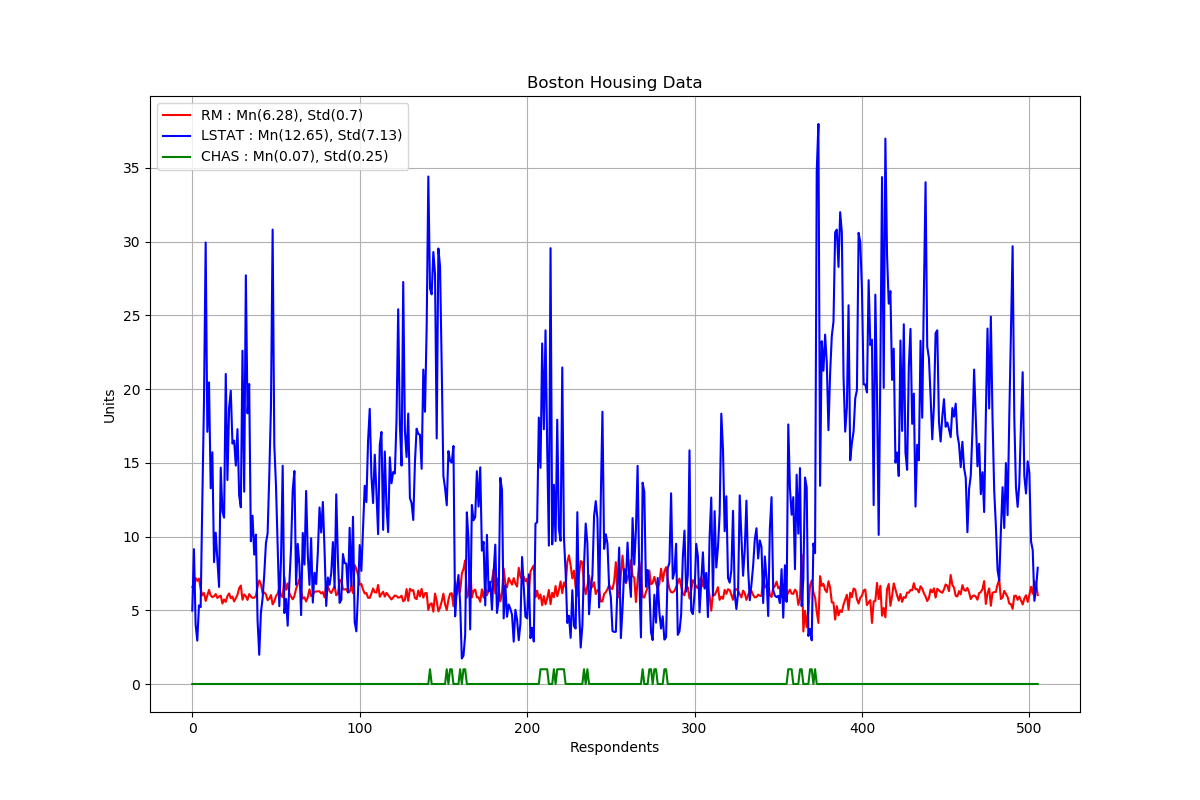 Boston Housing Data
RM : Mn(6.28), Std(0.7)
LSTAT : Mn(12.65), Std(7.13)
CHAS : Mn(0.07), Std(0.25)
Units
35
30
25
20
15
10
5
0
0 100 200 300 400 500
Respondents